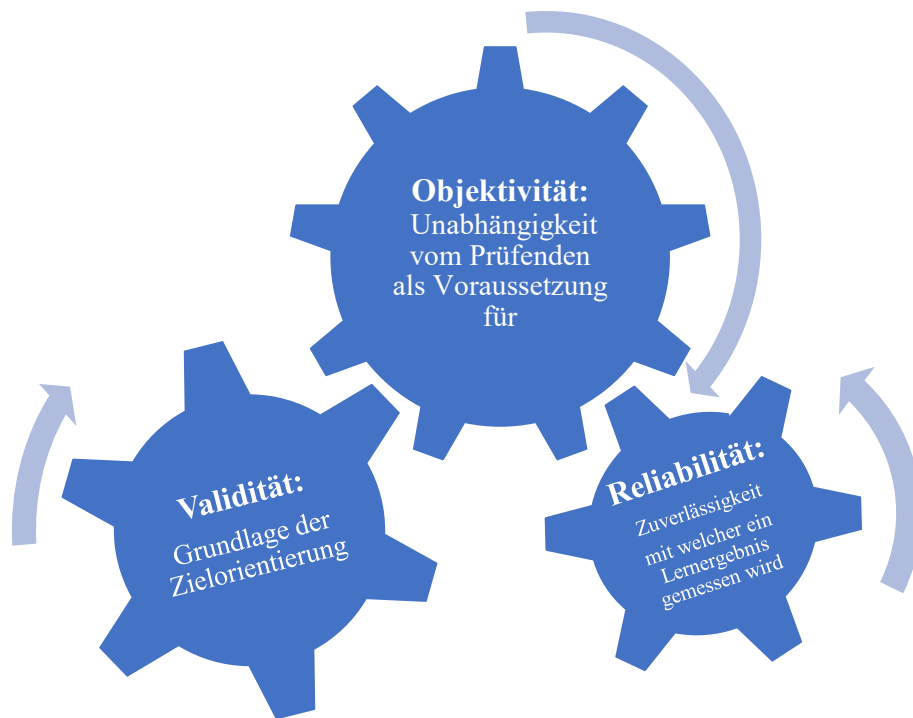 Objektivität:
Unabhängigkeit
vom Prüfenden
als Voraussetzung
für
Validität:
Grundlage der
Zielorientierung
Reliabilität:
Zuverlässigkeit
mit welcher ein
Lernergebnis
gemessen wird